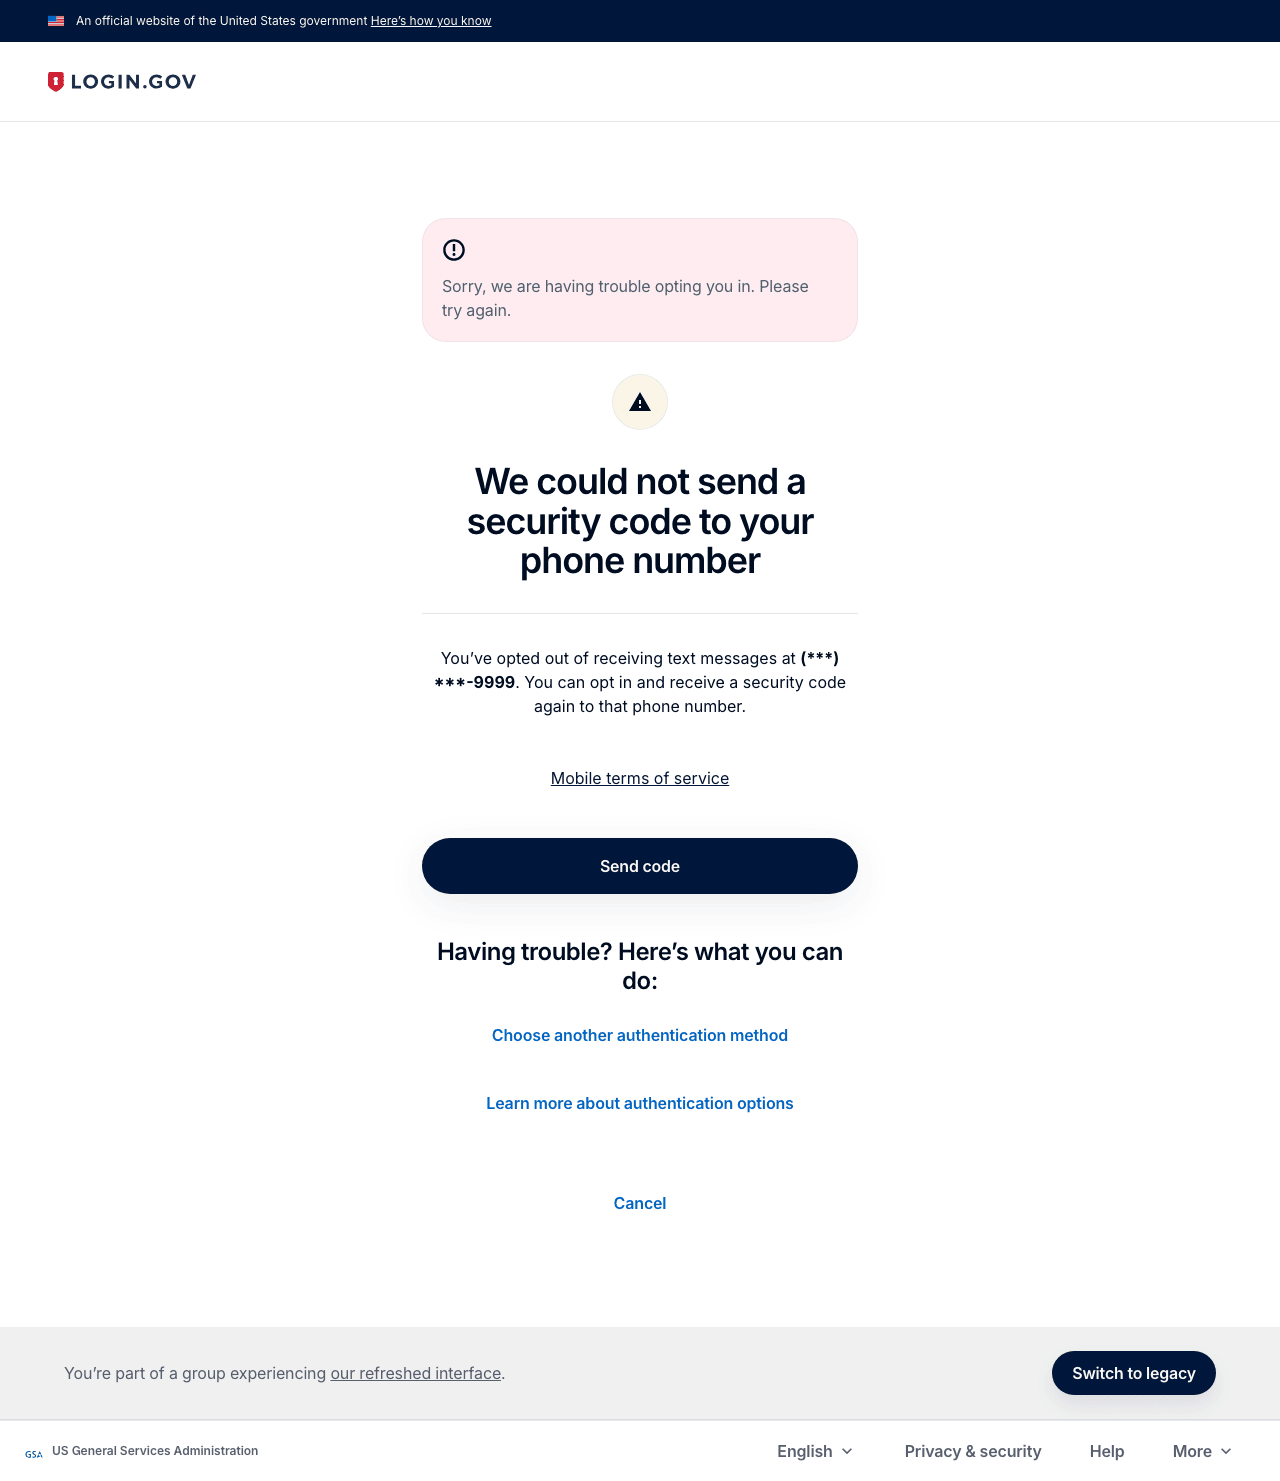 An official website of the United States government Here’s how you know
LOGIN.GOV
Sorry, we are having trouble opting you in. Please
try again.
We could not send a
security code to your
phone number
You’ve opted out of receiving text messages at (***)
***-9999. You can opt in and receive a security code
again to that phone number.
Mobile terms of service
Send code
Having trouble? Here’s what you can
do:
Choose another authentication method
Learn more about authentication options
Cancel
You’re part of a group experiencing our refreshed interface.
Switch to legacy
GSA US General Services Administration
English
Privacy & security
Help
More